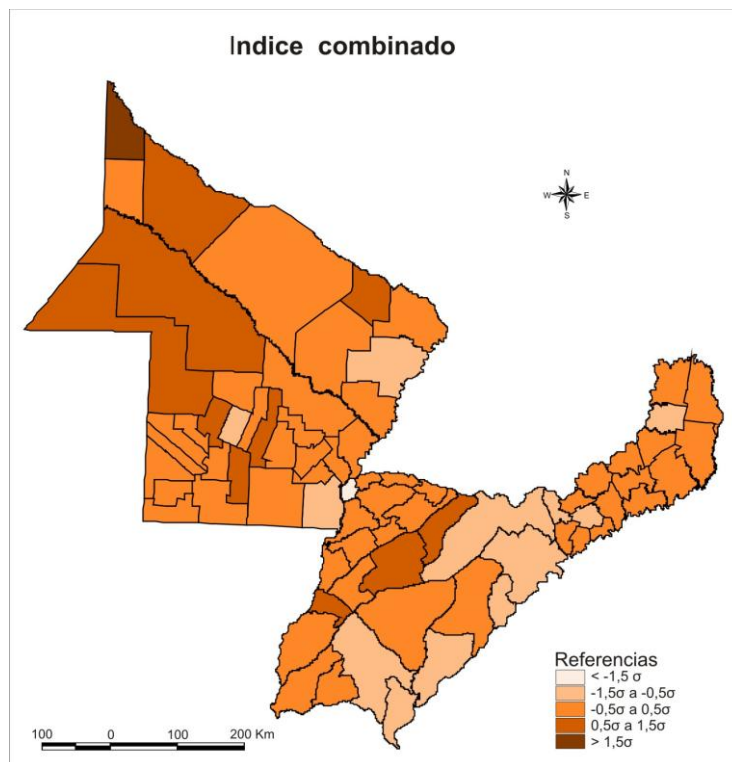 Indice combinado
N
W E
S
Referencias
< -1,5 σ
-1,5σ a -0,5σ
-0,5σ a 0,5σ
0,5σ a 1,5σ
> 1,5σ
100 0 100 200 Km